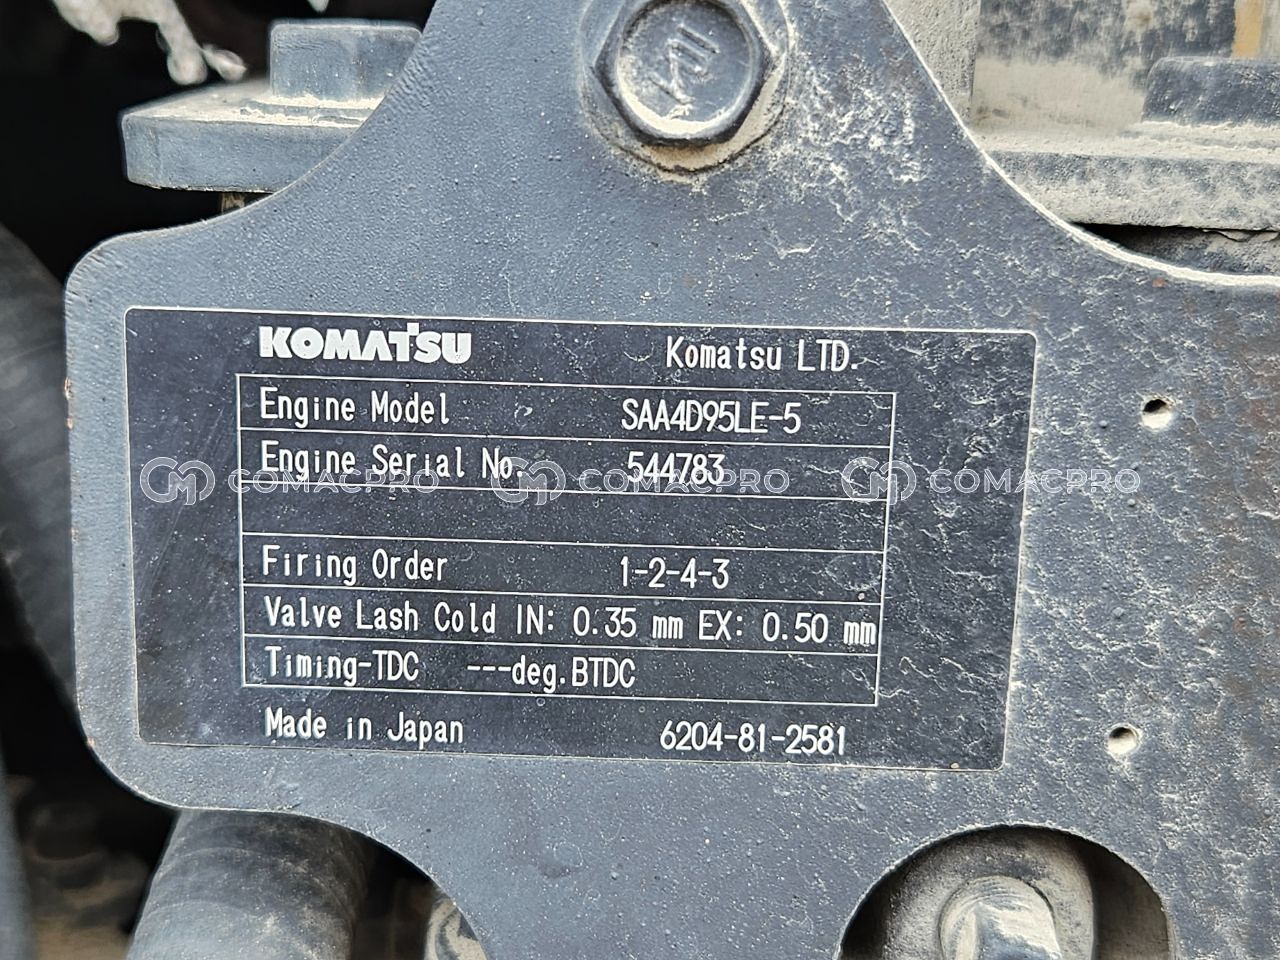 KOMATSU Komatsu LTD.
Engine Model SAA4D95LE-5
Engine Serial No. 544783
COMACPRO COMACPRO COMACPRO
Firing Order 1-2-4-3
Valve Lash Cold IN: 0.35 mm EX: 0.50 mm
Timing-TDC ---deg.BTDC
Made in Japan 6204-81-2581